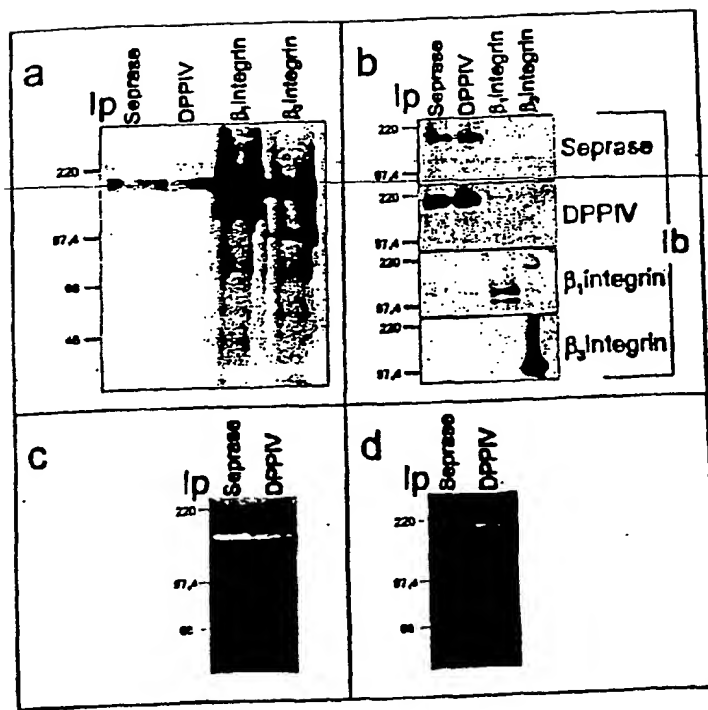 a
Ip
Seprase
DPPIV
β₁Integrin
β₃Integrin
220
97,4
66
45
b
Ip
Seprase
DPPIV
β₁Integrin
β₃Integrin
220
97,4
Seprase
220
97,4
DPPIV
220
97,4
β₁integrin
220
97,4
β₃Integrin
Ib
c
Ip
Seprase
DPPIV
220
97,4
66
d
Ip
Seprase
DPPIV
220
97,4
66